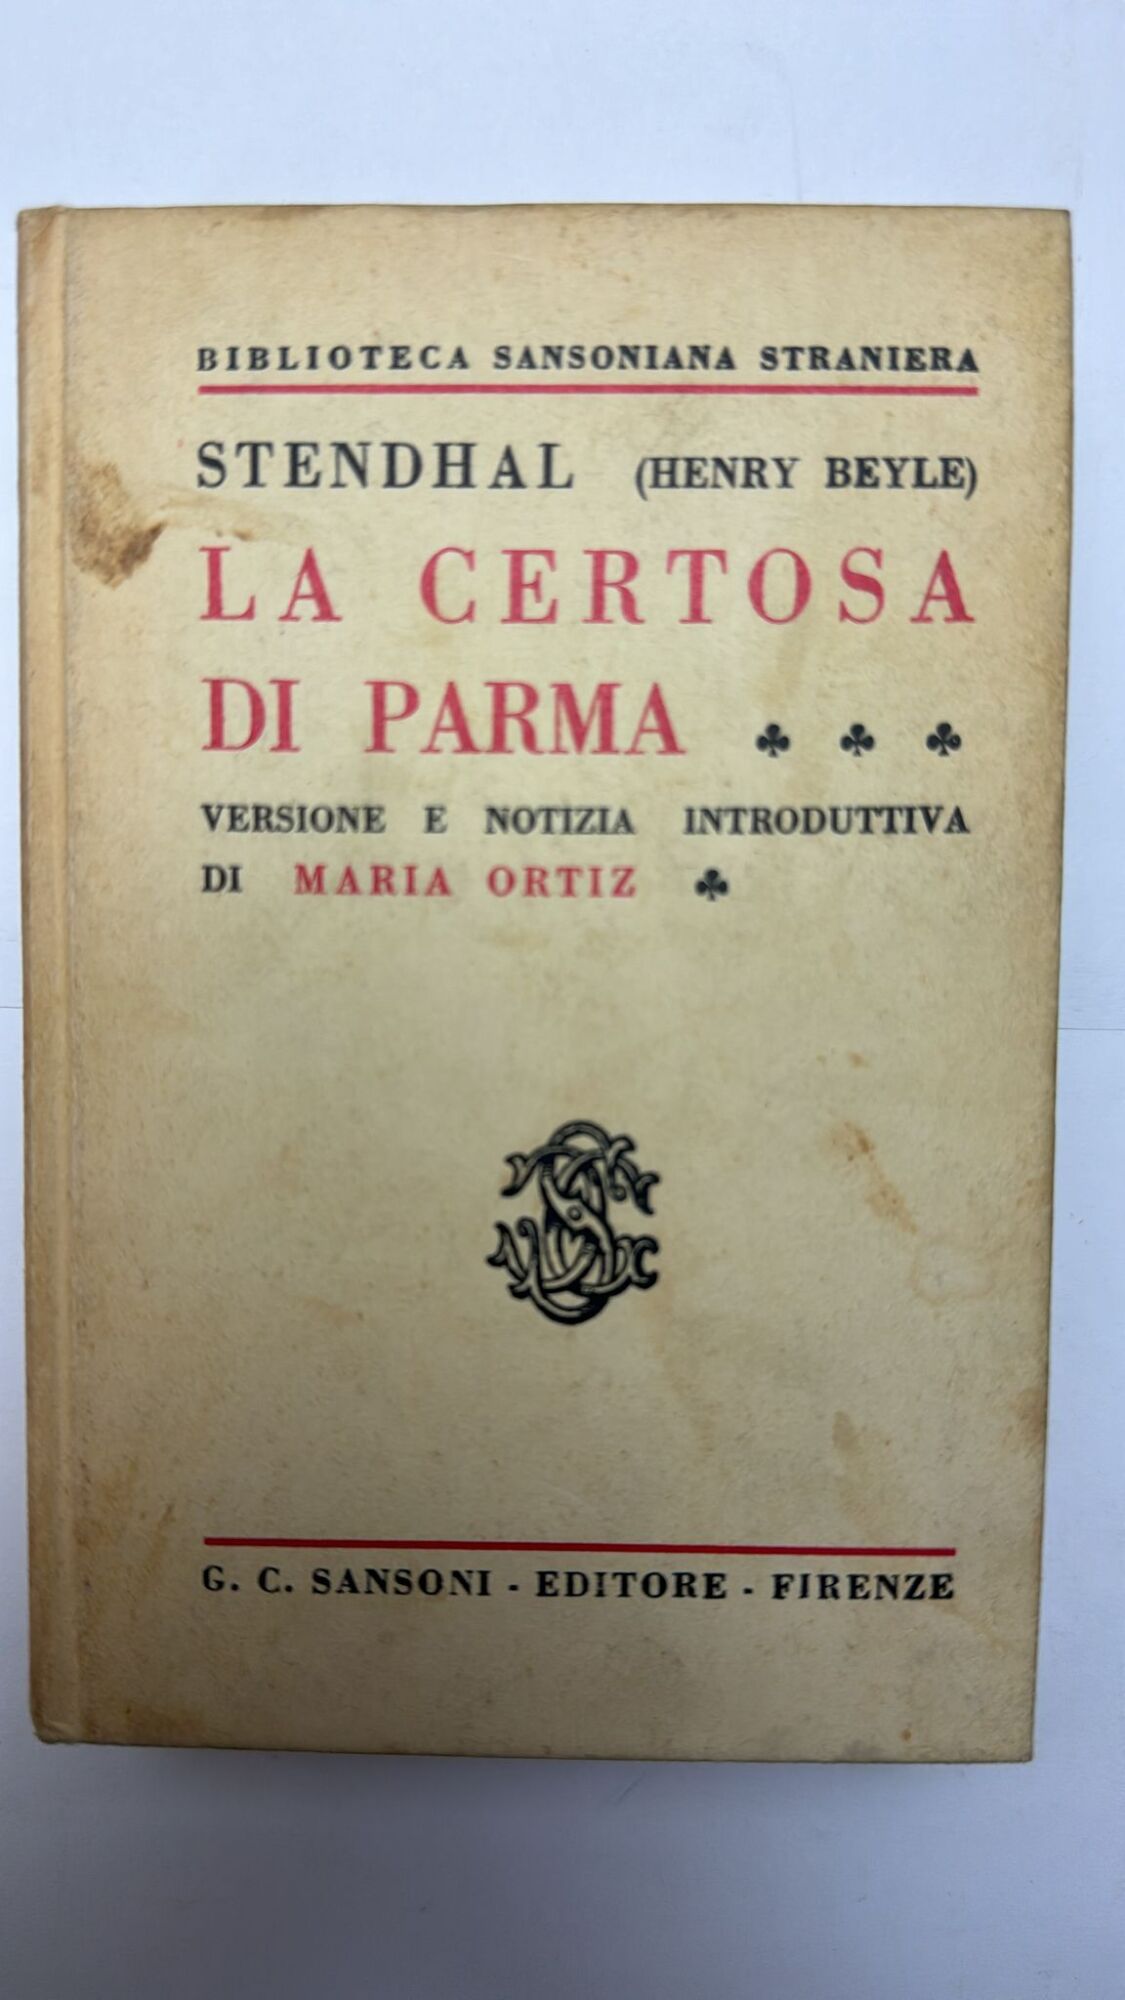 BIBLIOTECA SANSONIANA STRANIERA
STENDHAL (HENRY BEYLE)
LA CERTOSA
DI PARMA ♣ ♣ ♣
VERSIONE E NOTIZIA INTRODUTTIVA
DI MARIA ORTIZ ♣
G. C. SANSONI - EDITORE - FIRENZE